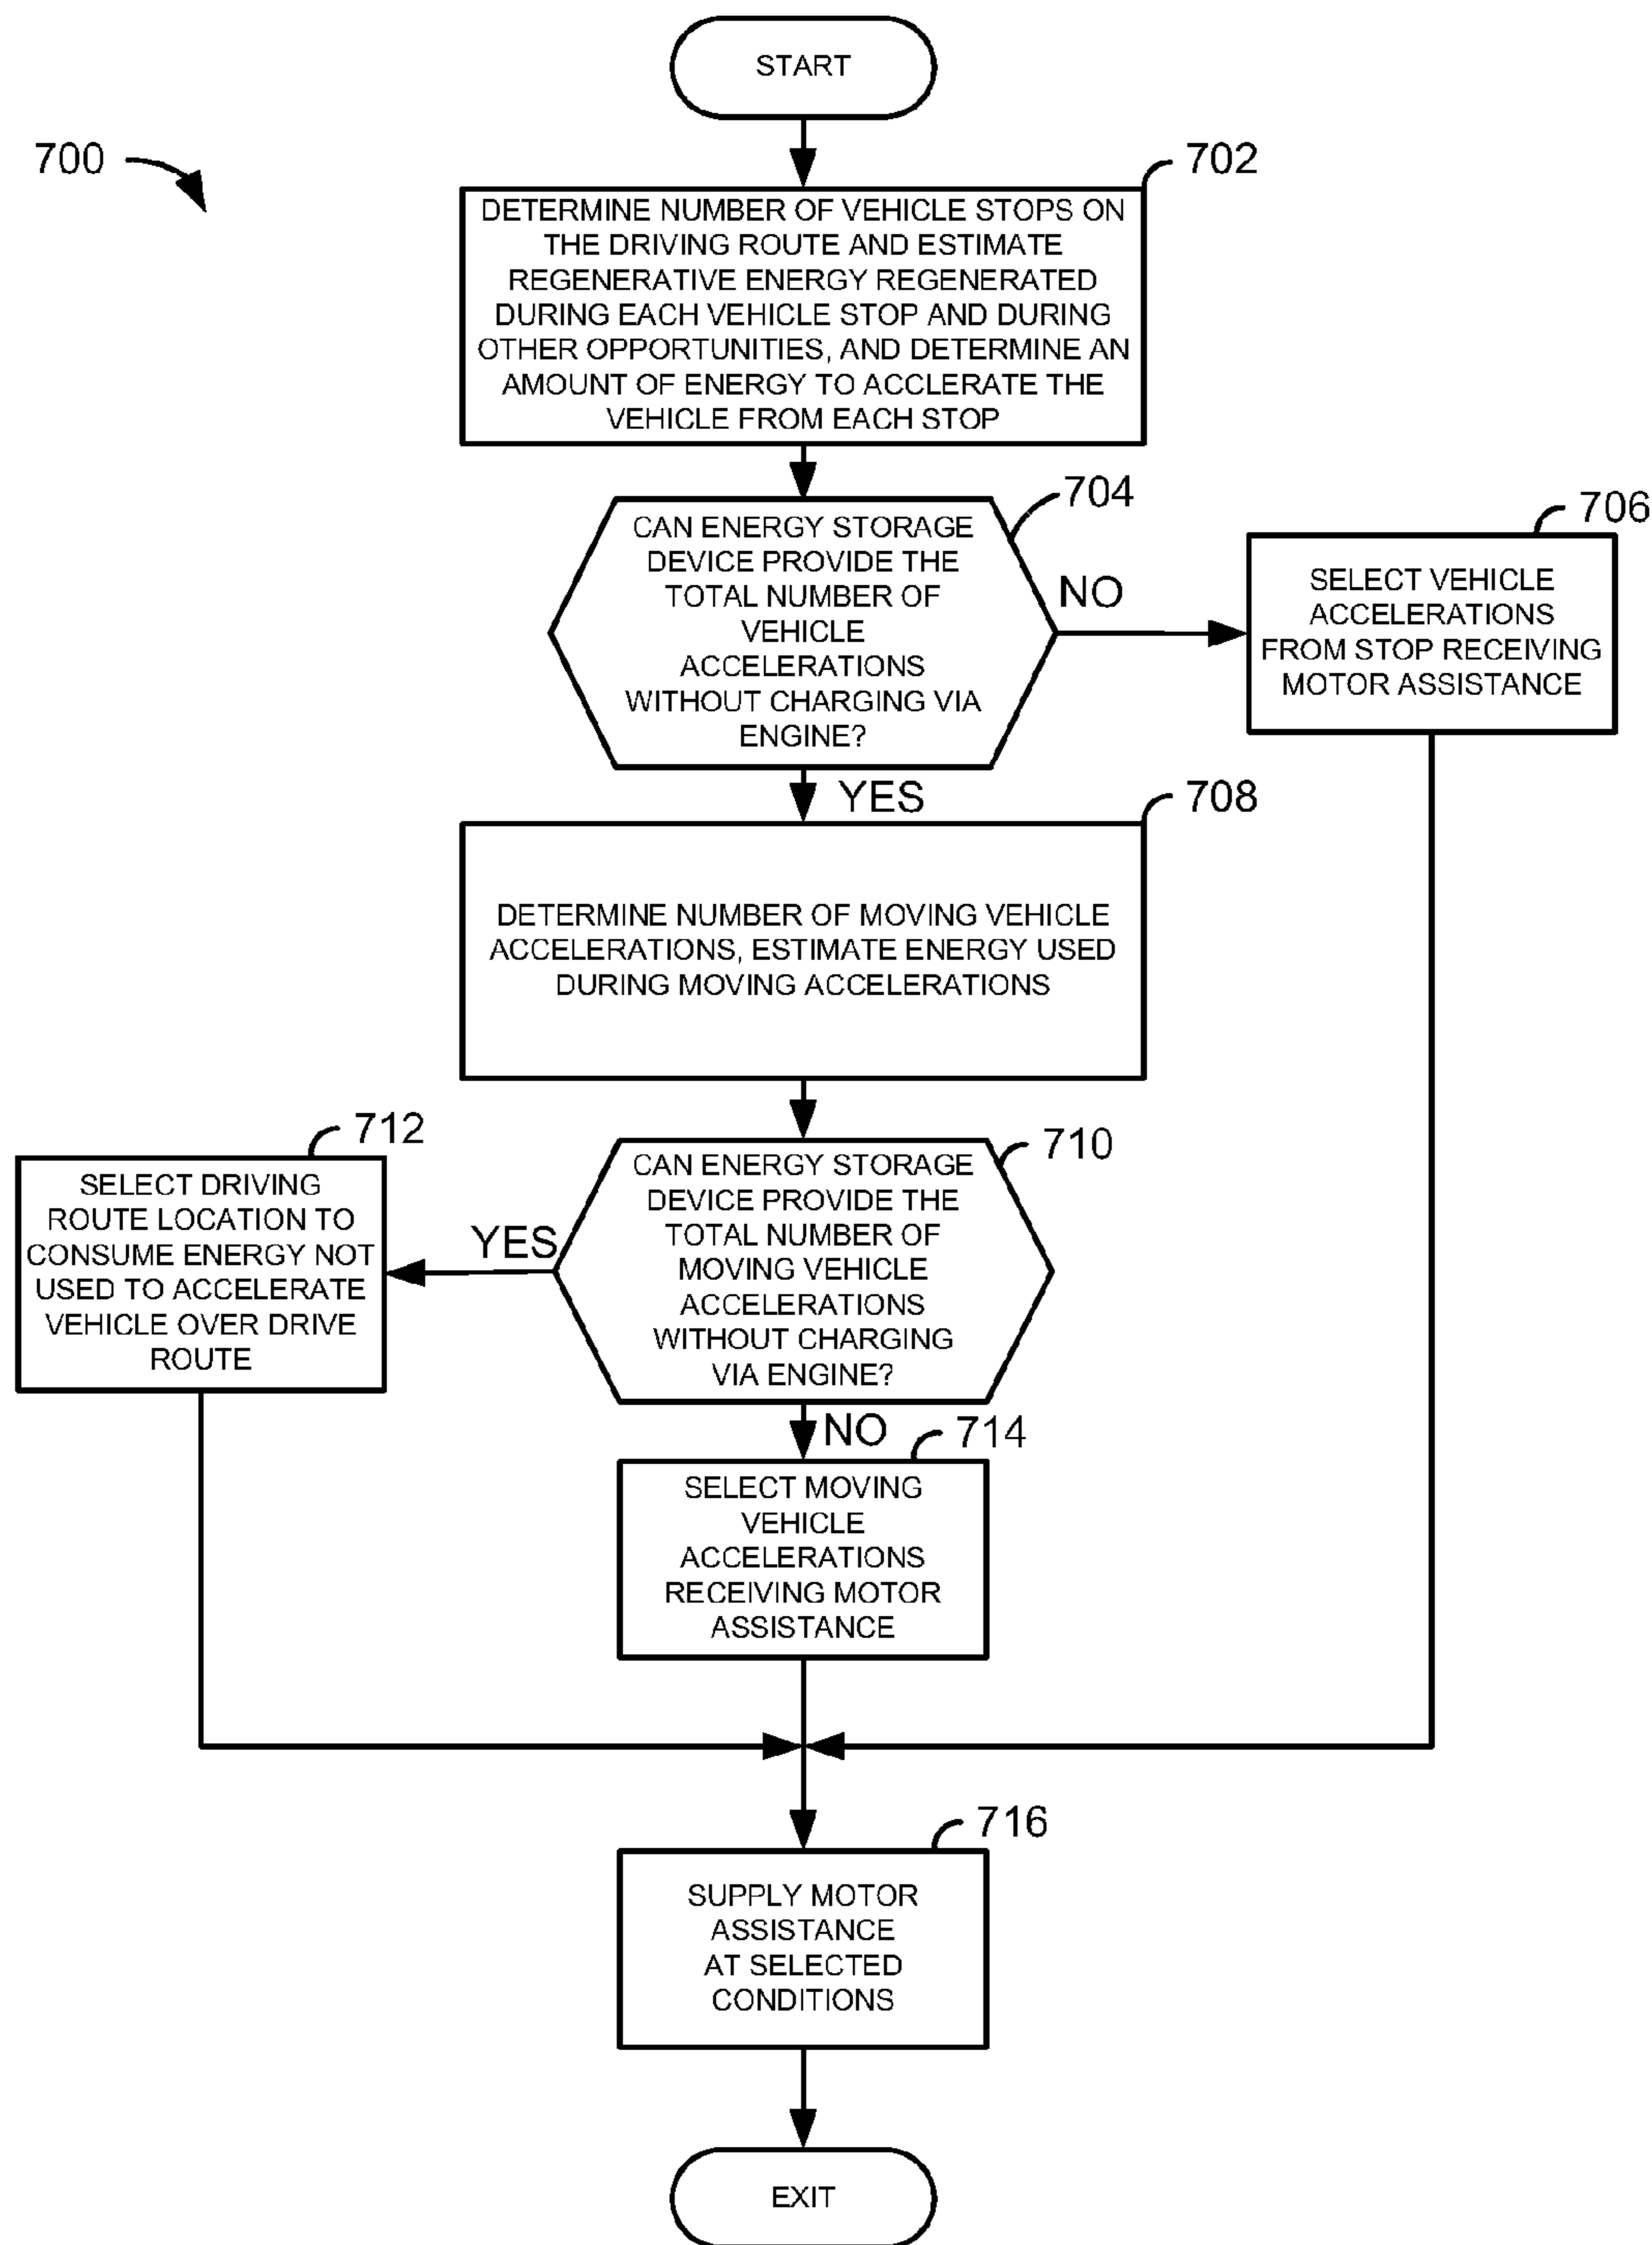 START
700
702
DETERMINE NUMBER OF VEHICLE STOPS ON
THE DRIVING ROUTE AND ESTIMATE
REGENERATIVE ENERGY REGENERATED
DURING EACH VEHICLE STOP AND DURING
OTHER OPPORTUNITIES, AND DETERMINE AN
AMOUNT OF ENERGY TO ACCLERATE THE
VEHICLE FROM EACH STOP
704
CAN ENERGY STORAGE
DEVICE PROVIDE THE
TOTAL NUMBER OF
VEHICLE
ACCELERATIONS
WITHOUT CHARGING VIA
ENGINE?
NO
706
SELECT VEHICLE
ACCELERATIONS
FROM STOP RECEIVING
MOTOR ASSISTANCE
YES
708
DETERMINE NUMBER OF MOVING VEHICLE
ACCELERATIONS, ESTIMATE ENERGY USED
DURING MOVING ACCELERATIONS
710
CAN ENERGY STORAGE
DEVICE PROVIDE THE
TOTAL NUMBER OF
MOVING VEHICLE
ACCELERATIONS
WITHOUT CHARGING
VIA ENGINE?
YES
712
SELECT DRIVING
ROUTE LOCATION TO
CONSUME ENERGY NOT
USED TO ACCELERATE
VEHICLE OVER DRIVE
ROUTE
NO
714
SELECT MOVING
VEHICLE
ACCELERATIONS
RECEIVING MOTOR
ASSISTANCE
716
SUPPLY MOTOR
ASSISTANCE
AT SELECTED
CONDITIONS
EXIT